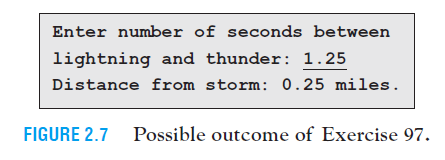 Enter number of seconds between
lightning and thunder: 1.25
Distance from storm: 0.25 miles.
FIGURE 2.7 Possible outcome of Exercise 97.